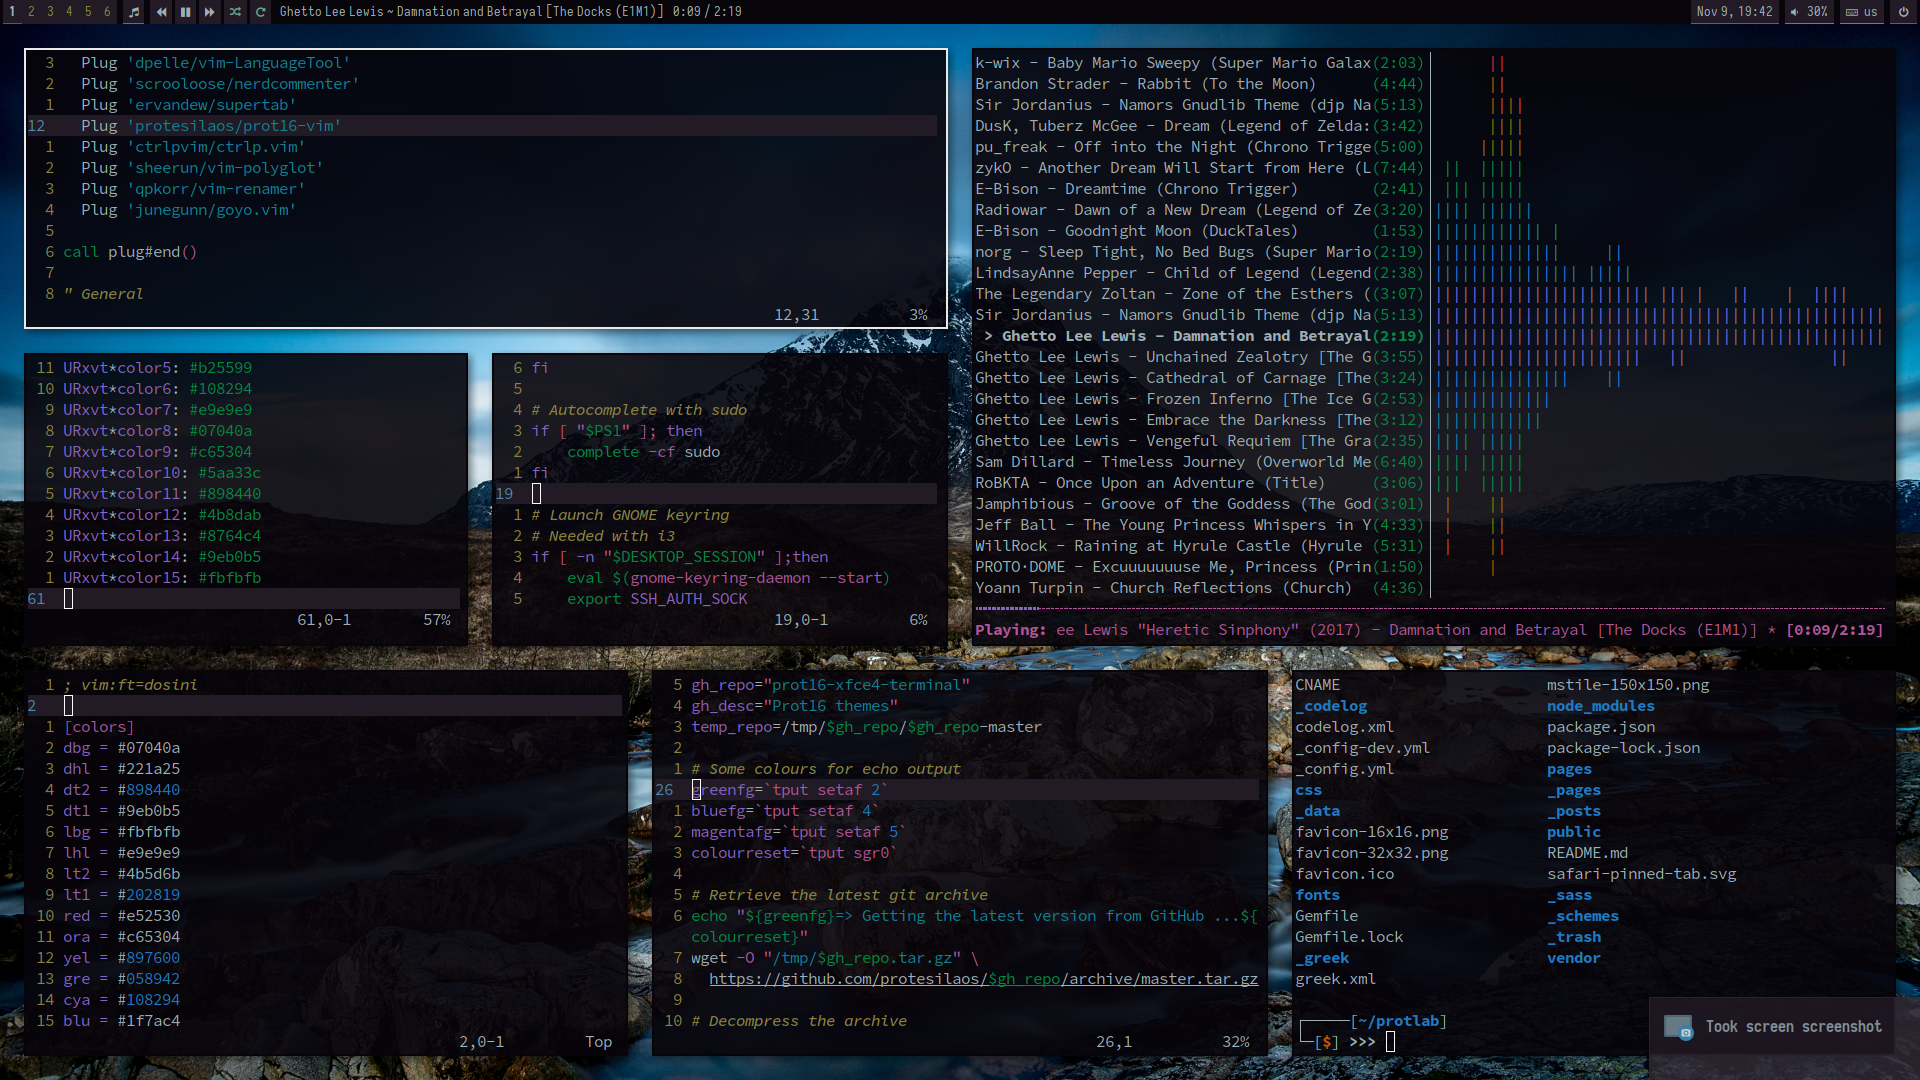 1 2 3 4 5 6 Ghetto Lee Lewis ~ Damnation and Betrayal [The Docks (E1M1)] 0:09 / 2:19 Nov 9, 19:42 30% us
3 Plug 'dpelle/vim-LanguageTool'
2 Plug 'scrooloose/nerdcommenter'
1 Plug 'ervandew/supertab'
12 Plug 'protesilaos/prot16-vim'
1 Plug 'ctrlpvim/ctrlp.vim'
2 Plug 'sheerun/vim-polyglot'
3 Plug 'qpkorr/vim-renamer'
4 Plug 'junegunn/goyo.vim'
5
6 call plug#end()
7
8 " General
12,31 3%
k-wix - Baby Mario Sweepy (Super Mario Galax(2:03)
Brandon Strader - Rabbit (To the Moon) (4:44)
Sir Jordanius - Namors Gnudlib Theme (djp Na(5:13)
DusK, Tuberz McGee - Dream (Legend of Zelda:(3:42)
pu_freak - Off into the Night (Chrono Trigge(5:00)
zykO - Another Dream Will Start from Here (L(7:44)
E-Bison - Dreamtime (Chrono Trigger) (2:41)
Radiowar - Dawn of a New Dream (Legend of Ze(3:20)
E-Bison - Goodnight Moon (DuckTales) (1:53)
norg - Sleep Tight, No Bed Bugs (Super Mario(2:19)
LindsayAnne Pepper - Child of Legend (Legend(2:38)
The Legendary Zoltan - Zone of the Esthers ((3:07)
Sir Jordanius - Namors Gnudlib Theme (djp Na(5:13)
> Ghetto Lee Lewis - Damnation and Betrayal(2:19)
Ghetto Lee Lewis - Unchained Zealotry [The G(3:55)
Ghetto Lee Lewis - Cathedral of Carnage [The(3:24)
Ghetto Lee Lewis - Frozen Inferno [The Ice G(2:53)
Ghetto Lee Lewis - Embrace the Darkness [The(3:12)
Ghetto Lee Lewis - Vengeful Requiem [The Gra(2:35)
Sam Dillard - Timeless Journey (Overworld Me(6:40)
RoBKTA - Once Upon an Adventure (Title) (3:06)
Jamphibious - Groove of the Goddess (The God(3:01)
Jeff Ball - The Young Princess Whispers in Y(4:33)
WillRock - Raining at Hyrule Castle (Hyrule (5:31)
PROTO·DOME - Excuuuuuuuse Me, Princess (Prin(1:50)
Yoann Turpin - Church Reflections (Church) (4:36)
Playing: ee Lewis "Heretic Sinphony" (2017) - Damnation and Betrayal [The Docks (E1M1)] * [0:09/2:19]
11 URxvt*color5: #b25599
10 URxvt*color6: #108294
9 URxvt*color7: #e9e9e9
8 URxvt*color8: #07040a
7 URxvt*color9: #c65304
6 URxvt*color10: #5aa33c
5 URxvt*color11: #898440
4 URxvt*color12: #4b8dab
3 URxvt*color13: #8764c4
2 URxvt*color14: #9eb0b5
1 URxvt*color15: #fbfbfb
61
61,0-1 57%
6 fi
5
4 # Autocomplete with sudo
3 if [ "$PS1" ]; then
2 complete -cf sudo
1 fi
19
1 # Launch GNOME keyring
2 # Needed with i3
3 if [ -n "$DESKTOP_SESSION" ];then
4 eval $(gnome-keyring-daemon --start)
5 export SSH_AUTH_SOCK
19,0-1 6%
1 ; vim:ft=dosini
2
1 [colors]
2 dbg = #07040a
3 dhl = #221a25
4 dt2 = #898440
5 dt1 = #9eb0b5
6 lbg = #fbfbfb
7 lhl = #e9e9e9
8 lt2 = #4b5d6b
9 lt1 = #202819
10 red = #e52530
11 ora = #c65304
12 yel = #897600
13 gre = #058942
14 cya = #108294
15 blu = #1f7ac4
2,0-1 Top
5 gh_repo="prot16-xfce4-terminal"
4 gh_desc="Prot16 themes"
3 temp_repo=/tmp/$gh_repo/$gh_repo-master
2
1 # Some colours for echo output
26 greenfg=`tput setaf 2`
1 bluefg=`tput setaf 4`
2 magentafg=`tput setaf 5`
3 colourreset=`tput sgr0`
4
5 # Retrieve the latest git archive
6 echo "${greenfg}=> Getting the latest version from GitHub ...${
colourreset}"
7 wget -O "/tmp/$gh_repo.tar.gz" \
8 https://github.com/protesilaos/$gh_repo/archive/master.tar.gz
9
10 # Decompress the archive
26,1 32%
CNAME mstile-150x150.png
_codelog node_modules
codelog.xml package.json
_config-dev.yml package-lock.json
_config.yml pages
css _pages
_data _posts
favicon-16x16.png public
favicon-32x32.png README.md
favicon.ico safari-pinned-tab.svg
fonts _sass
Gemfile _schemes
Gemfile.lock _trash
_greek vendor
greek.xml
[~/protlab]
[$] >>>
Took screen screenshot